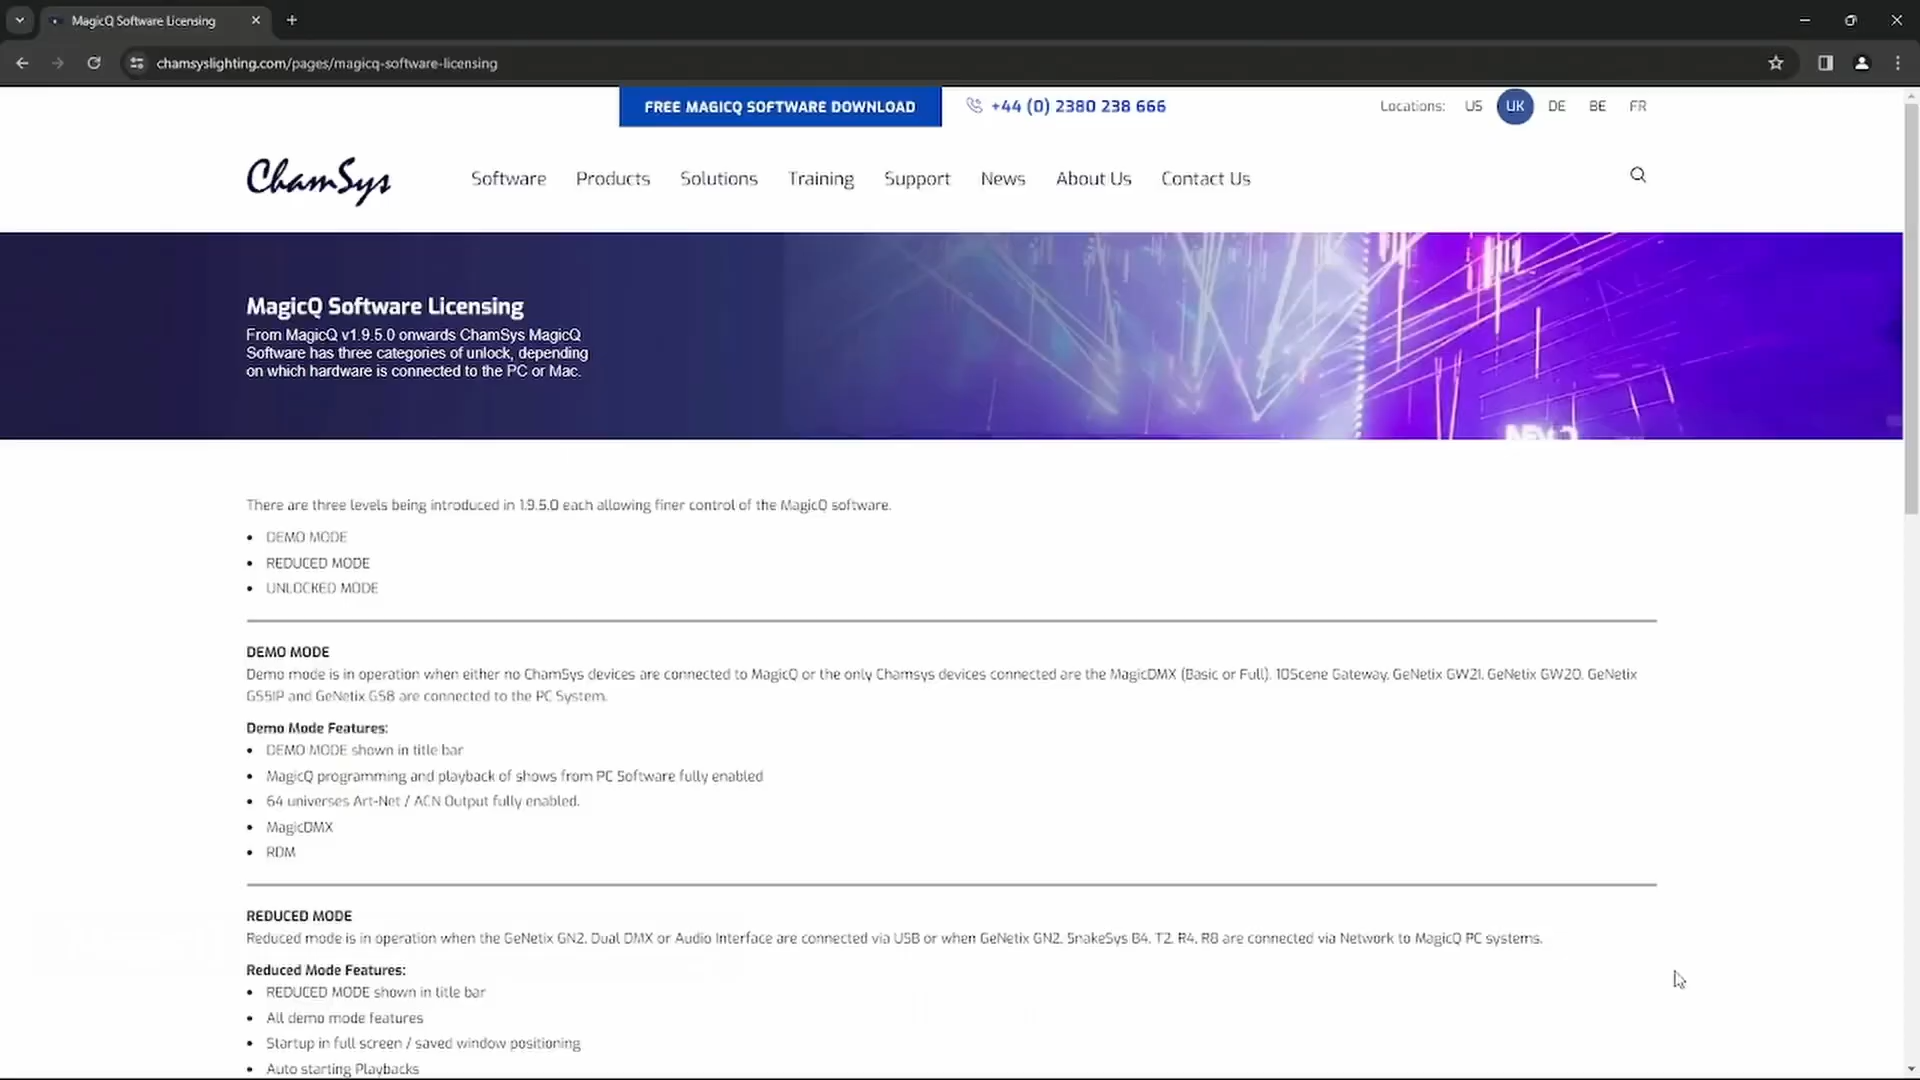 MagicQ Software Licensing
chamsyslighting.com/pages/magicq-software-licensing
FREE MAGICQ SOFTWARE DOWNLOAD
+44 (0) 2380 238 666
Locations: US UK DE BE FR
ChamSys
Software Products Solutions Training Support News About Us Contact Us
MagicQ Software Licensing
From MagicQ v1.9.5.0 onwards ChamSys MagicQ
Software has three categories of unlock, depending
on which hardware is connected to the PC or Mac.
There are three levels being introduced in 1.9.5.0 each allowing finer control of the MagicQ software.
• DEMO MODE
• REDUCED MODE
• UNLOCKED MODE
DEMO MODE
Demo mode is in operation when either no ChamSys devices are connected to MagicQ or the only Chamsys devices connected are the MagicDMX (Basic or Full), 10Scene Gateway, GeNetix GW21, GeNetix GW20, GeNetix
GS5IP and GeNetix GS8 are connected to the PC System.
Demo Mode Features:
• DEMO MODE shown in title bar
• MagicQ programming and playback of shows from PC Software fully enabled
• 64 universes Art-Net / ACN Output fully enabled.
• MagicDMX
• RDM
REDUCED MODE
Reduced mode is in operation when the GeNetix GN2, Dual DMX or Audio Interface are connected via USB or when GeNetix GN2, SnakeSys B4, T2, R4, R8 are connected via Network to MagicQ PC systems.
Reduced Mode Features:
• REDUCED MODE shown in title bar
• All demo mode features
• Startup in full screen / saved window positioning
• Auto starting Playbacks